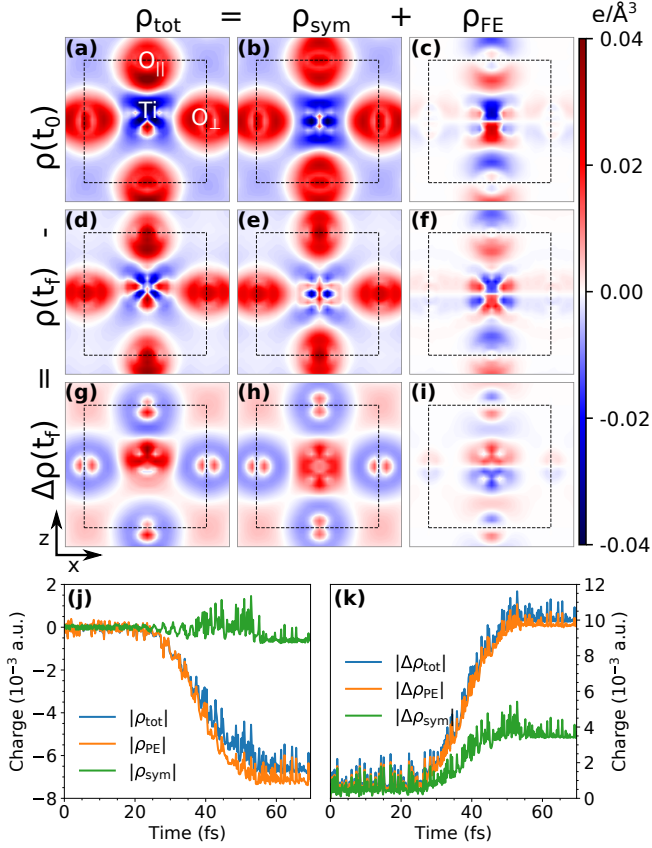 ρtot = ρsym + ρFE
e/Å³
(a) (b) (c)
O|| Ti O⊥
0.04
0.02
0.00
-0.02
-0.04
ρ(t0)
(d) (e) (f)
ρ(tf) -
(g) (h) (i)
Δρ(tf) =
z
x
(j)
Charge (10⁻³ a.u.)
2
0
−2
−4
−6
−8
|ρtot|
|ρPE|
|ρsym|
0 20 40 60
Time (fs)
(k)
|Δρtot|
|ΔρPE|
|Δρsym|
12
10
8
6
4
2
0
Charge (10⁻³ a.u.)
0 20 40 60
Time (fs)